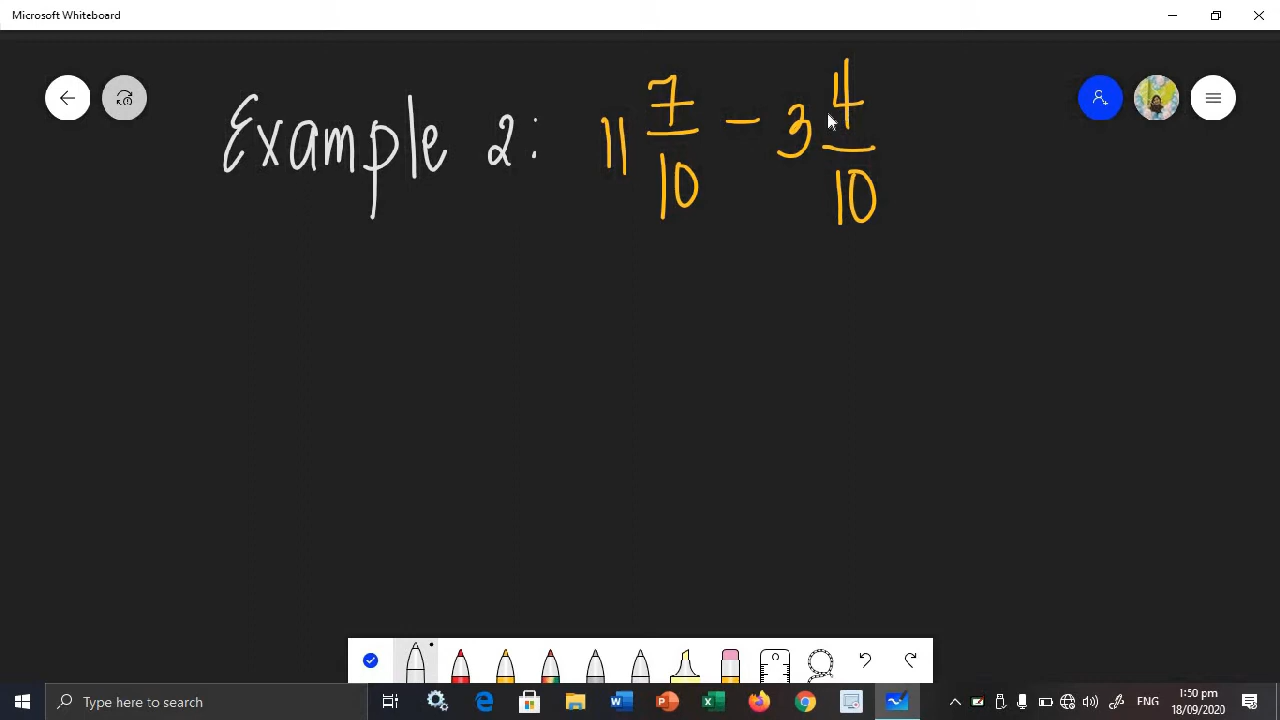 Microsoft Whiteboard
Example 2: 11 7/10 - 3 4/10
Type here to search
ENG
1:50 pm
18/09/2020